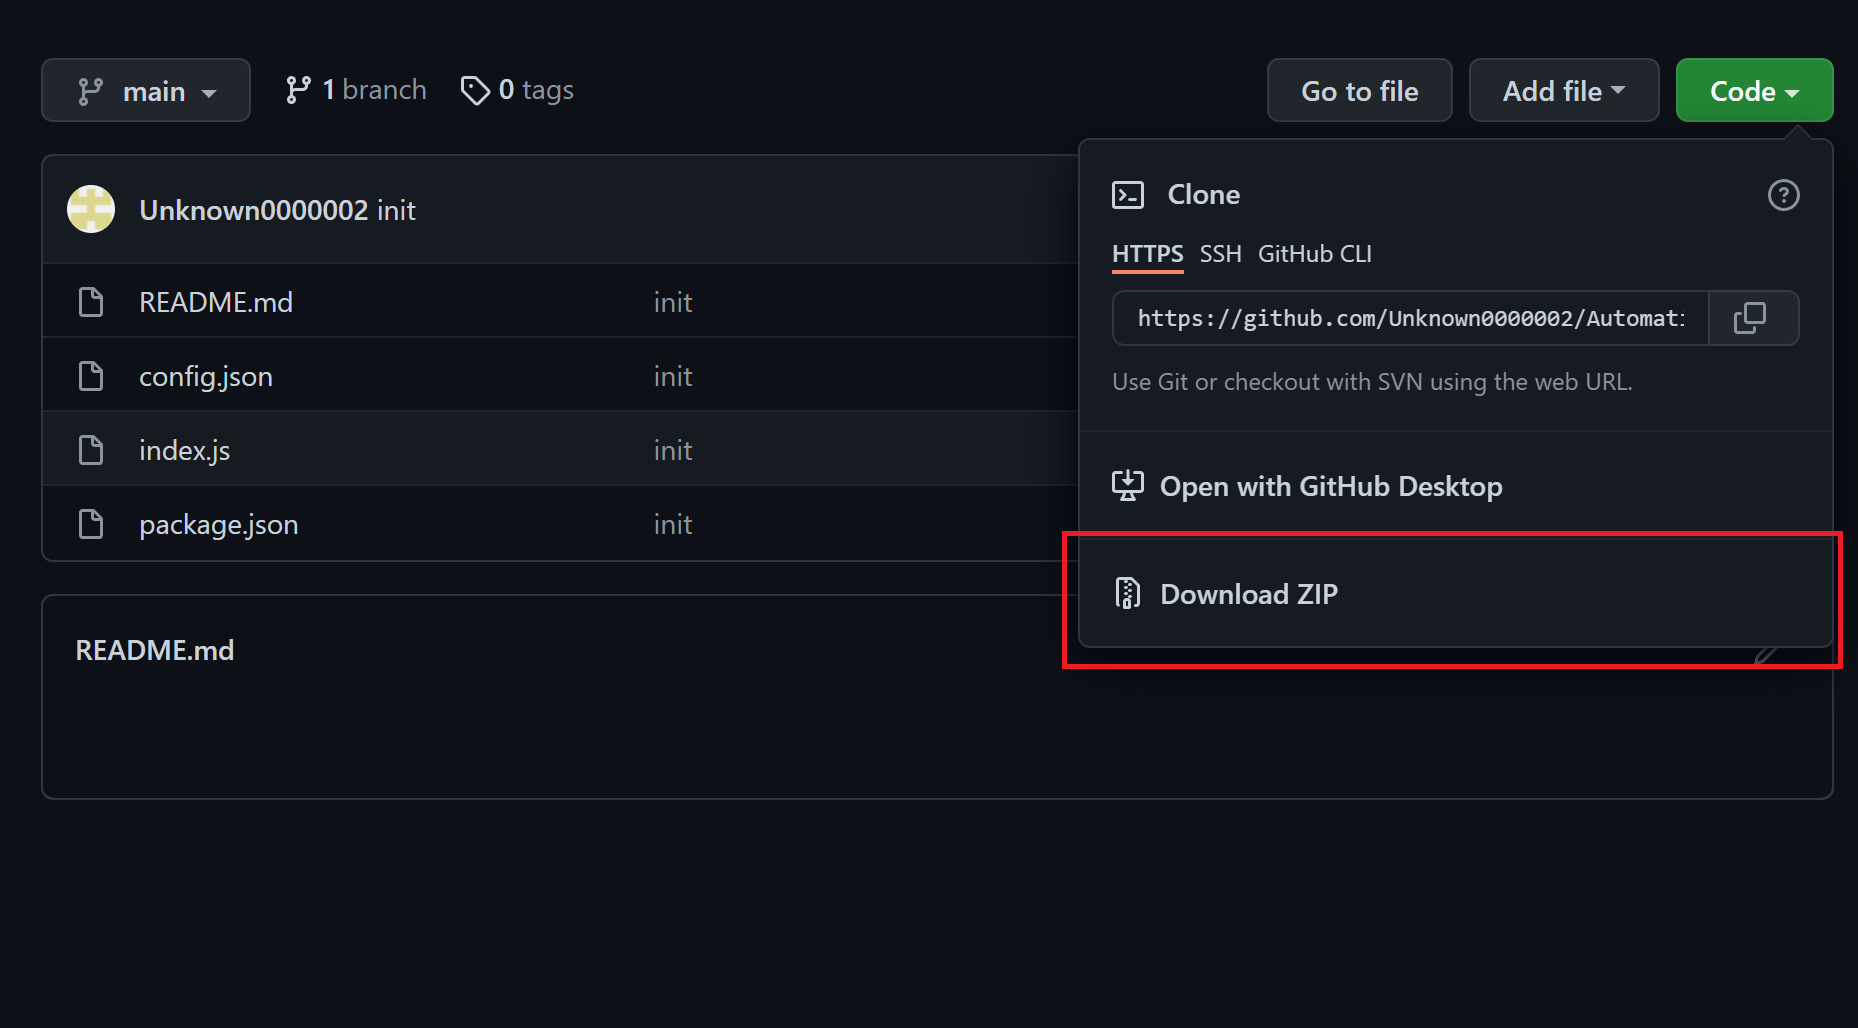 main
1 branch
0 tags
Go to file
Add file
Code
Unknown0000002 init
README.md init
config.json init
index.js init
package.json init
Clone
HTTPS SSH GitHub CLI
https://github.com/Unknown0000002/Automati
Use Git or checkout with SVN using the web URL.
Open with GitHub Desktop
Download ZIP
README.md